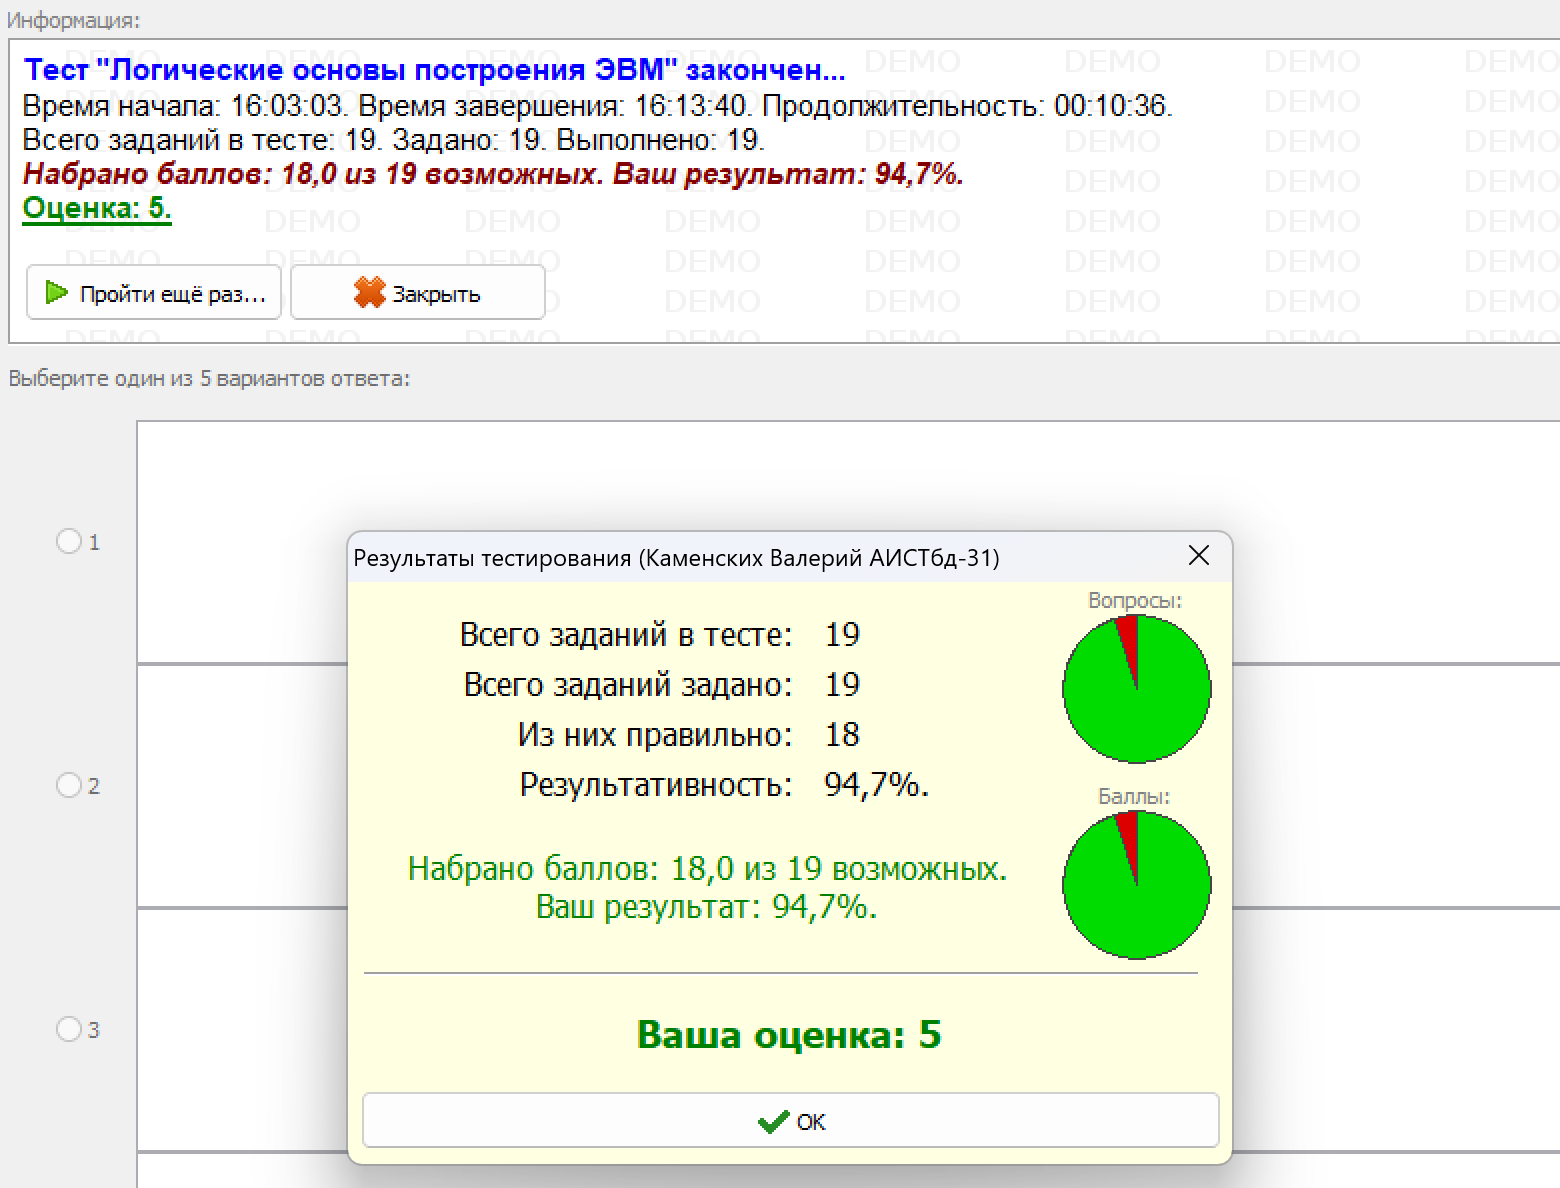 Информация:
Тест "Логические основы построения ЭВМ" закончен...
Время начала: 16:03:03. Время завершения: 16:13:40. Продолжительность: 00:10:36.
Всего заданий в тесте: 19. Задано: 19. Выполнено: 19.
Набрано баллов: 18,0 из 19 возможных. Ваш результат: 94,7%.
Оценка: 5.
DEMO
Пройти ещё раз...
Закрыть
Выберите один из 5 вариантов ответа:
1
2
3
Результаты тестирования (Каменских Валерий АИСТбд-31)
Всего заданий в тесте: 19
Всего заданий задано: 19
Из них правильно: 18
Результативность: 94,7%.
Вопросы:
Баллы:
Набрано баллов: 18,0 из 19 возможных.
Ваш результат: 94,7%.
Ваша оценка: 5
OK